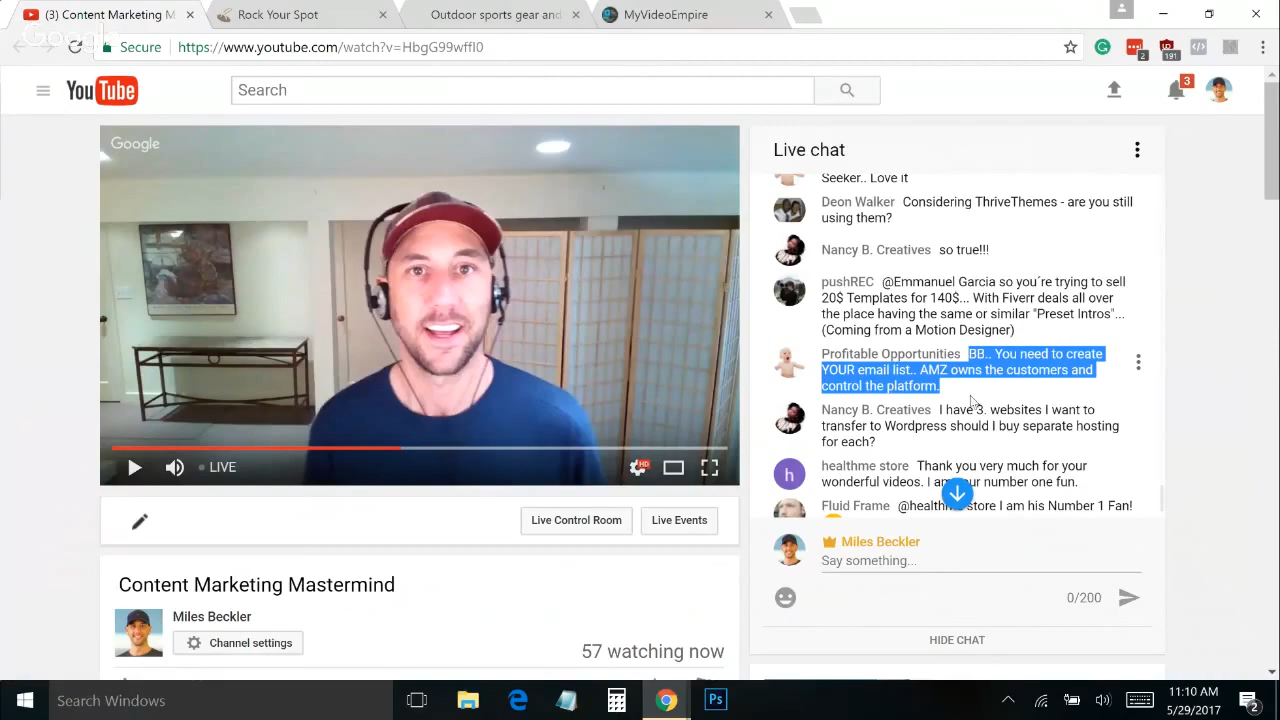 (3) Content Marketing M
Rock Your Spot
Outdoor sports gear and
MyVideoEmpire
Google
Secure
https://www.youtube.com/watch?v=HbgG99wffl0
2
191
YouTube
Search
3
Google
Live chat
Seeker.. Love it
Deon Walker Considering ThriveThemes - are you still
using them?
Nancy B. Creatives so true!!!
pushREC @Emmanuel Garcia so you´re trying to sell
20$ Templates for 140$... With Fiverr deals all over
the place having the same or similar "Preset Intros"...
(Coming from a Motion Designer)
Profitable Opportunities BB.. You need to create
YOUR email list.. AMZ owns the customers and
control the platform.
Nancy B. Creatives I have 3. websites I want to
transfer to Wordpress should I buy separate hosting
for each?
h
healthme store Thank you very much for your
wonderful videos. I am your number one fun.
Fluid Frame @healthme store I am his Number 1 Fan!
LIVE
HD
Live Control Room
Live Events
Miles Beckler
Say something...
0/200
HIDE CHAT
Content Marketing Mastermind
Miles Beckler
Channel settings
57 watching now
Search Windows
Ps
11:10 AM
5/29/2017
2